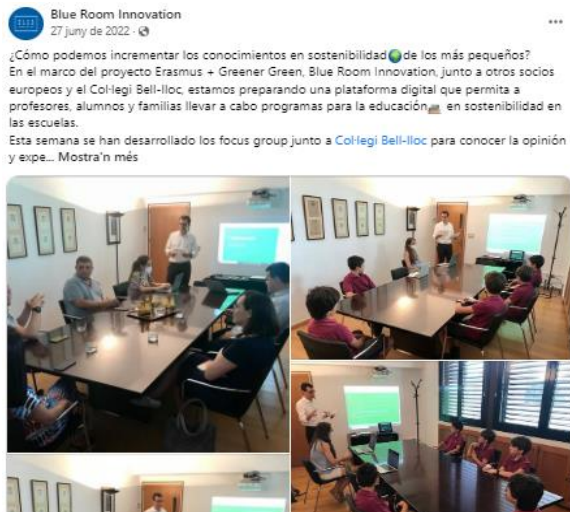 Blue Room Innovation
27 juny de 2022 ·
¿Cómo podemos incrementar los conocimientos en sostenibilidad🌍de los más pequeños?
En el marco del proyecto Erasmus + Greener Green, Blue Room Innovation, junto a otros socios
europeos y el Col·legi Bell-lloc, estamos preparando una plataforma digital que permita a
profesores, alumnos y familias llevar a cabo programas para la educación en sostenibilidad en
las escuelas.
Esta semana se han desarrollado los focus group junto a Col·legi Bell-lloc para conocer la opinión
y expe... Mostra'n més